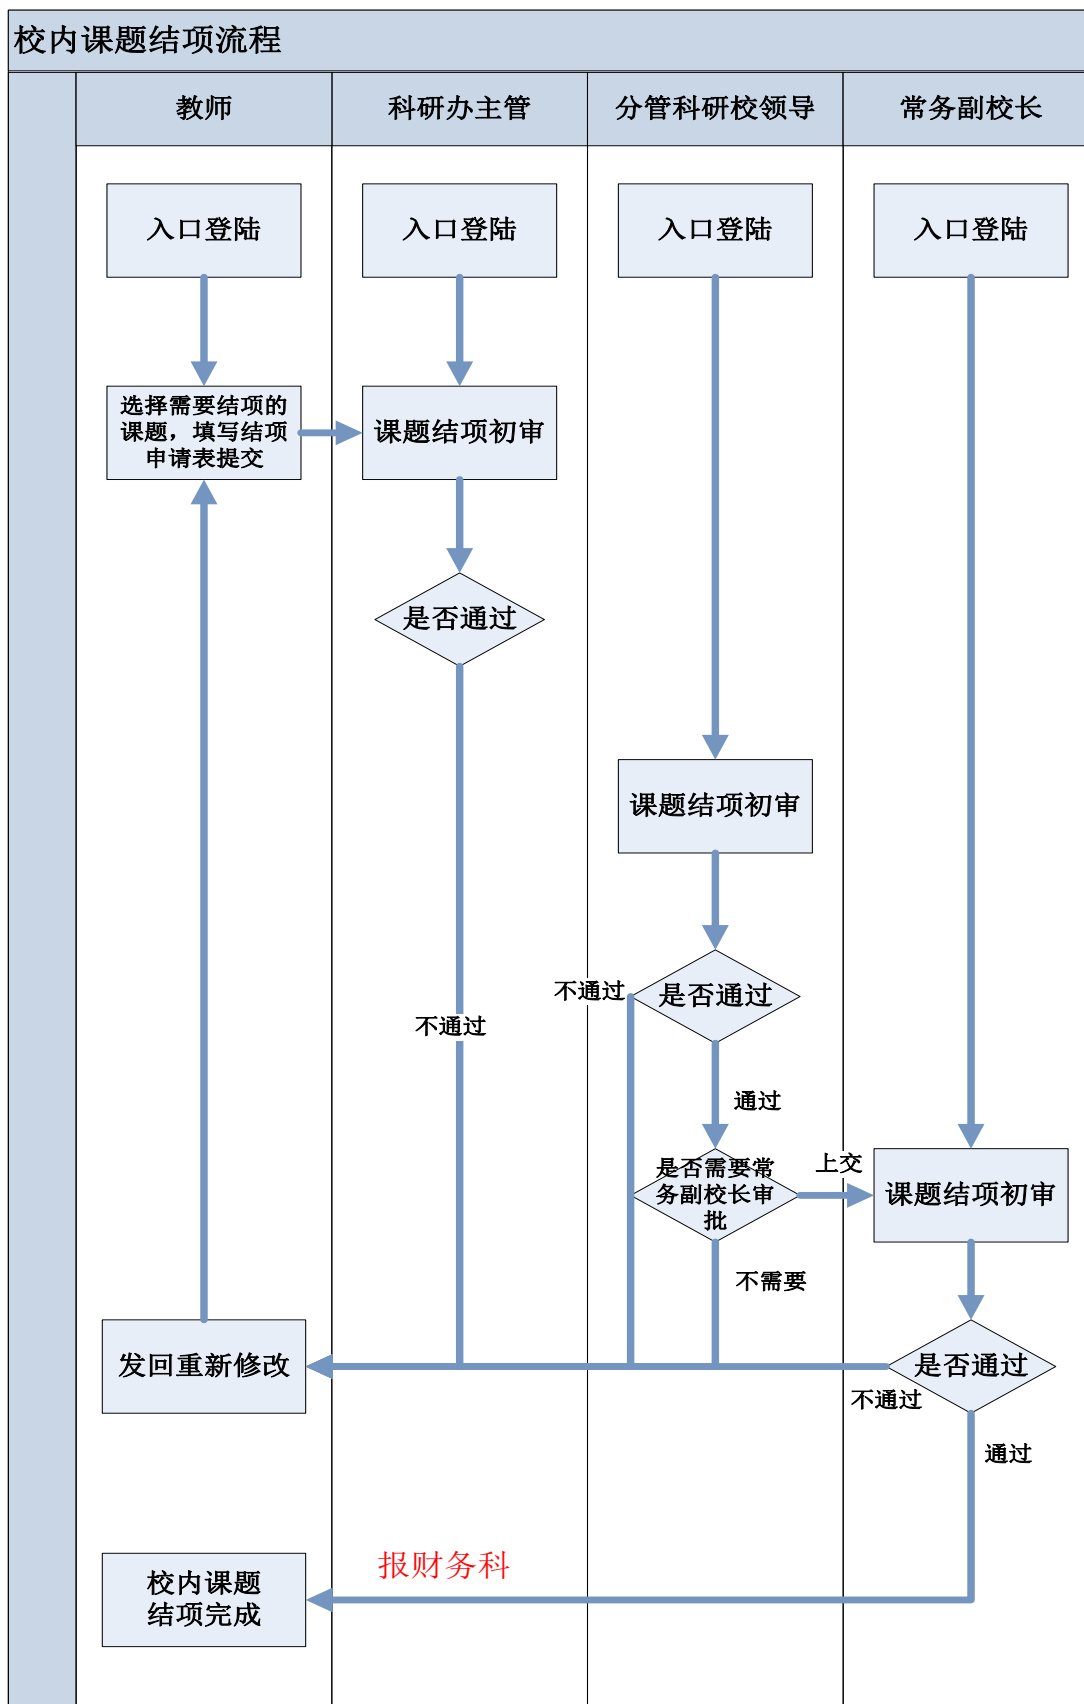 校内课题结项流程
教师
科研办主管
分管科研校领导
常务副校长
入口登陆
入口登陆
入口登陆
入口登陆
选择需要结项的
课题，填写结项
申请表提交
课题结项初审
是否通过
课题结项初审
不通过
是否通过
不通过
通过
是否需要常
务副校长审
批
上交
课题结项初审
不需要
发回重新修改
是否通过
不通过
通过
报财务科
校内课题
结项完成